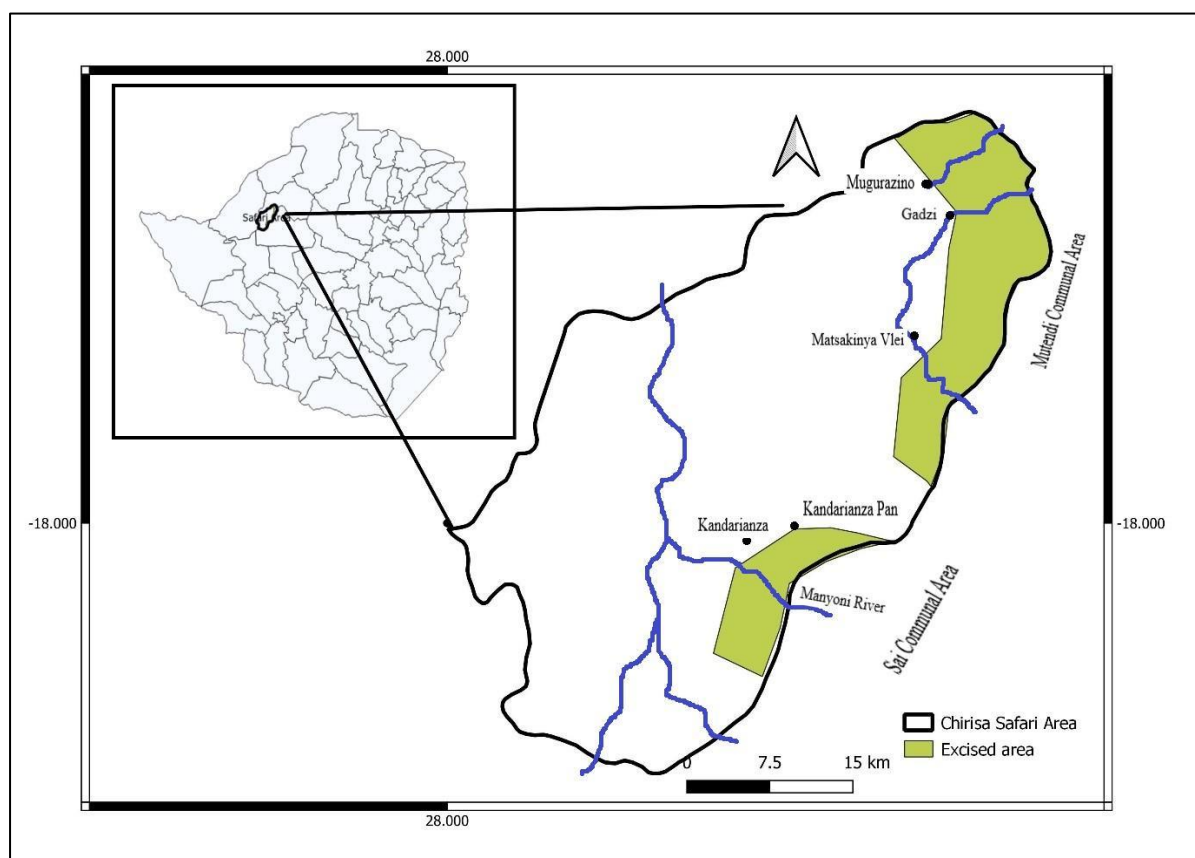 28.000
Safari Area
Mugurazino
Gadzi
Matsakinya Vlei
Mutendi Communal Area
-18.000
-18.000
Kandarianza Pan
Kandarianza
Manyoni River
Sai Communal Area
Chirisa Safari Area
Excised area
0 7.5 15 km
28.000